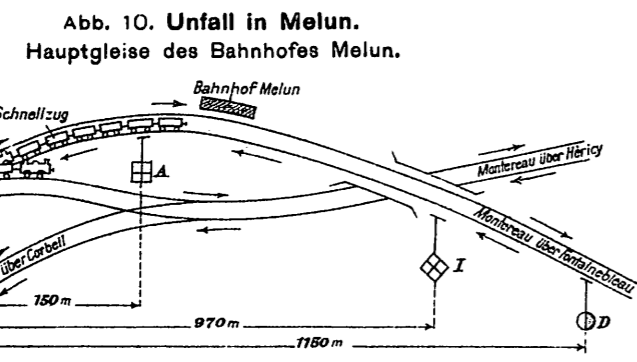 Abb. 10. Unfall in Melun.
Hauptgleise des Bahnhofes Melun.
Bahnhof Melun
Schnellzug
Montereau über Hèricy
A
Montereau über Fontainebleau
über Corbeil
I
150 m
970 m
D
1150 m